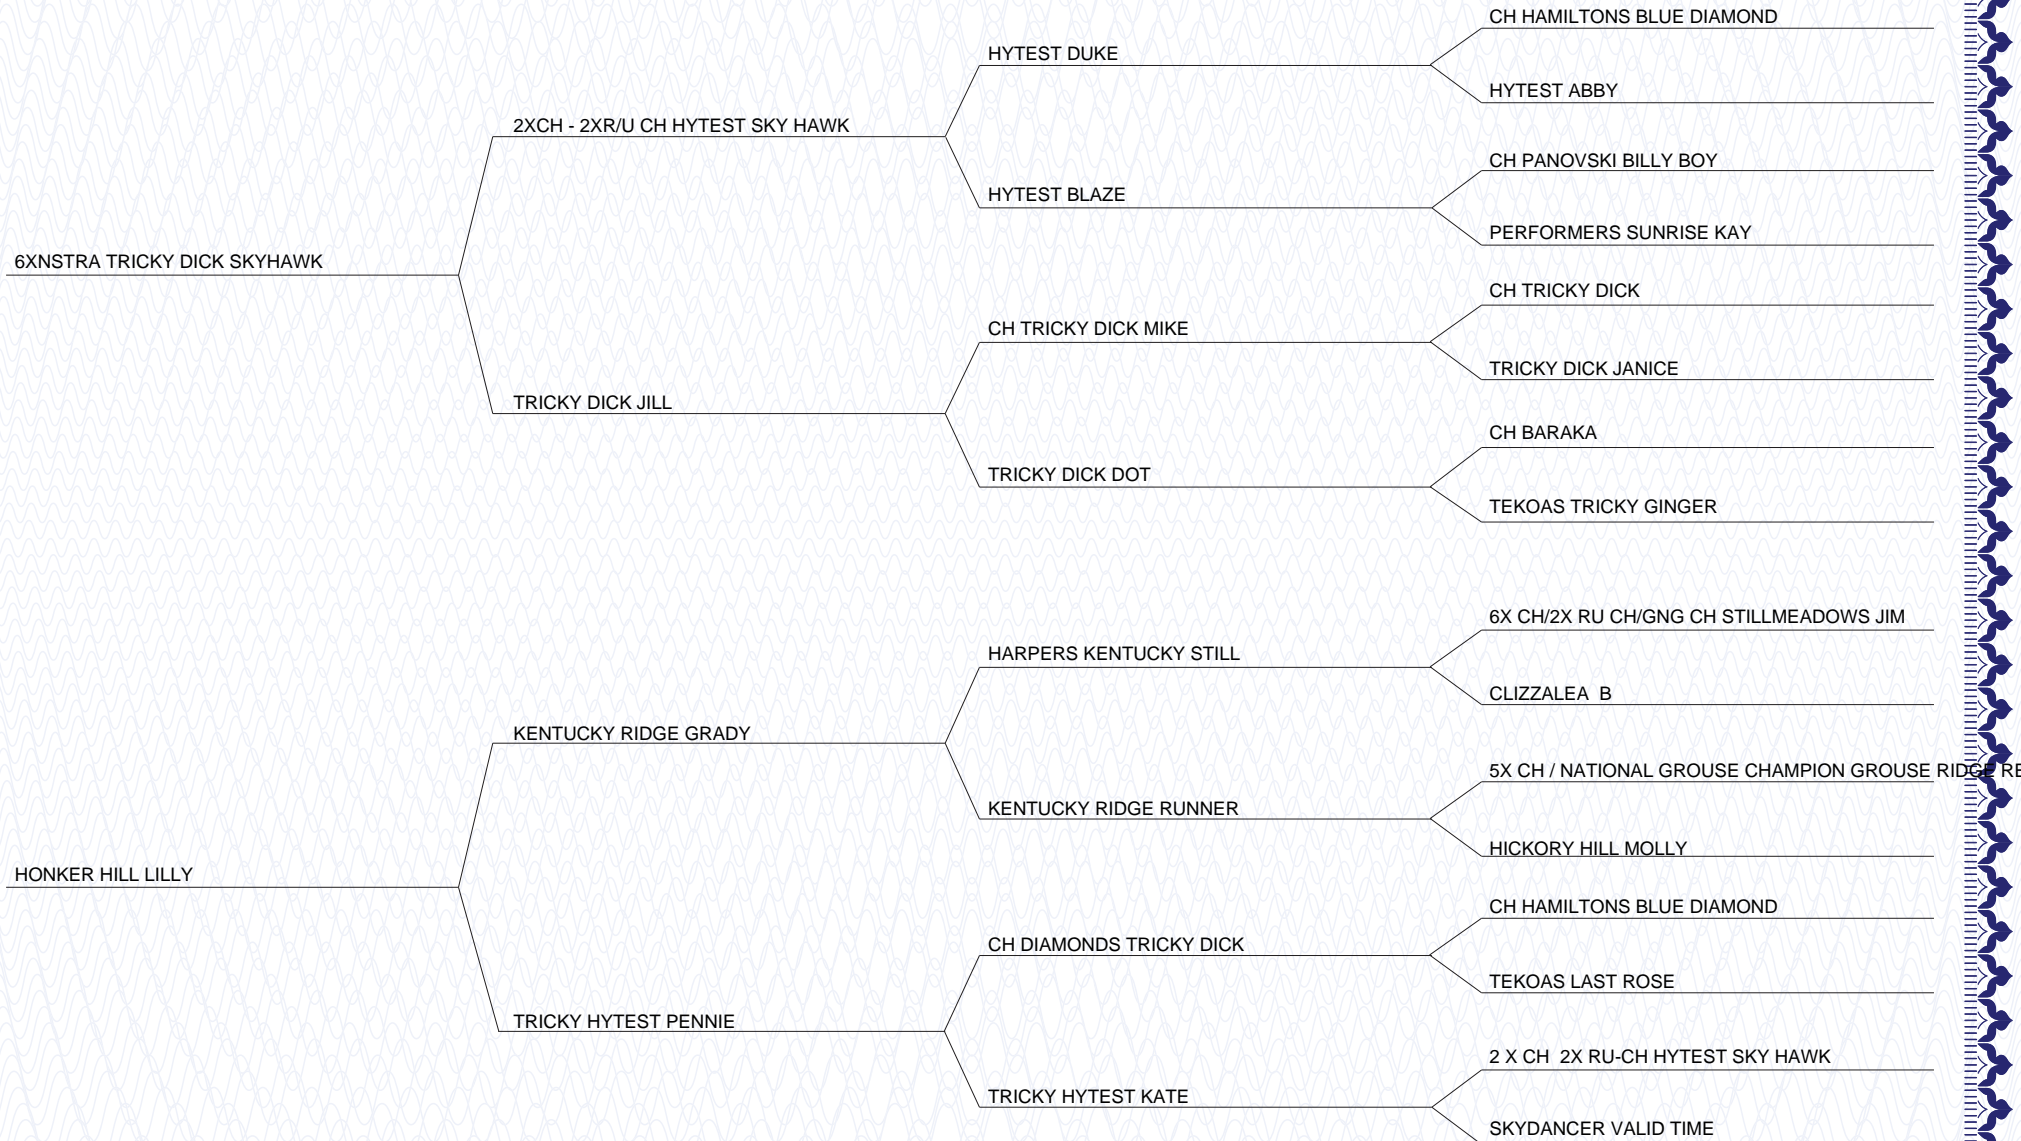 CH HAMILTONS BLUE DIAMOND
HYTEST DUKE
HYTEST ABBY
2XCH - 2XR/U CH HYTEST SKY HAWK
CH PANOVSKI BILLY BOY
HYTEST BLAZE
PERFORMERS SUNRISE KAY
6XNSTRA TRICKY DICK SKYHAWK
CH TRICKY DICK
CH TRICKY DICK MIKE
TRICKY DICK JANICE
TRICKY DICK JILL
CH BARAKA
TRICKY DICK DOT
TEKOAS TRICKY GINGER
6X CH/2X RU CH/GNG CH STILLMEADOWS JIM
HARPERS KENTUCKY STILL
CLIZZALEA  B
KENTUCKY RIDGE GRADY
5X CH / NATIONAL GROUSE CHAMPION GROUSE RIDGE
KENTUCKY RIDGE RUNNER
HICKORY HILL MOLLY
HONKER HILL LILLY
CH HAMILTONS BLUE DIAMOND
CH DIAMONDS TRICKY DICK
TEKOAS LAST ROSE
TRICKY HYTEST PENNIE
2 X CH  2X RU-CH HYTEST SKY HAWK
TRICKY HYTEST KATE
SKYDANCER VALID TIME